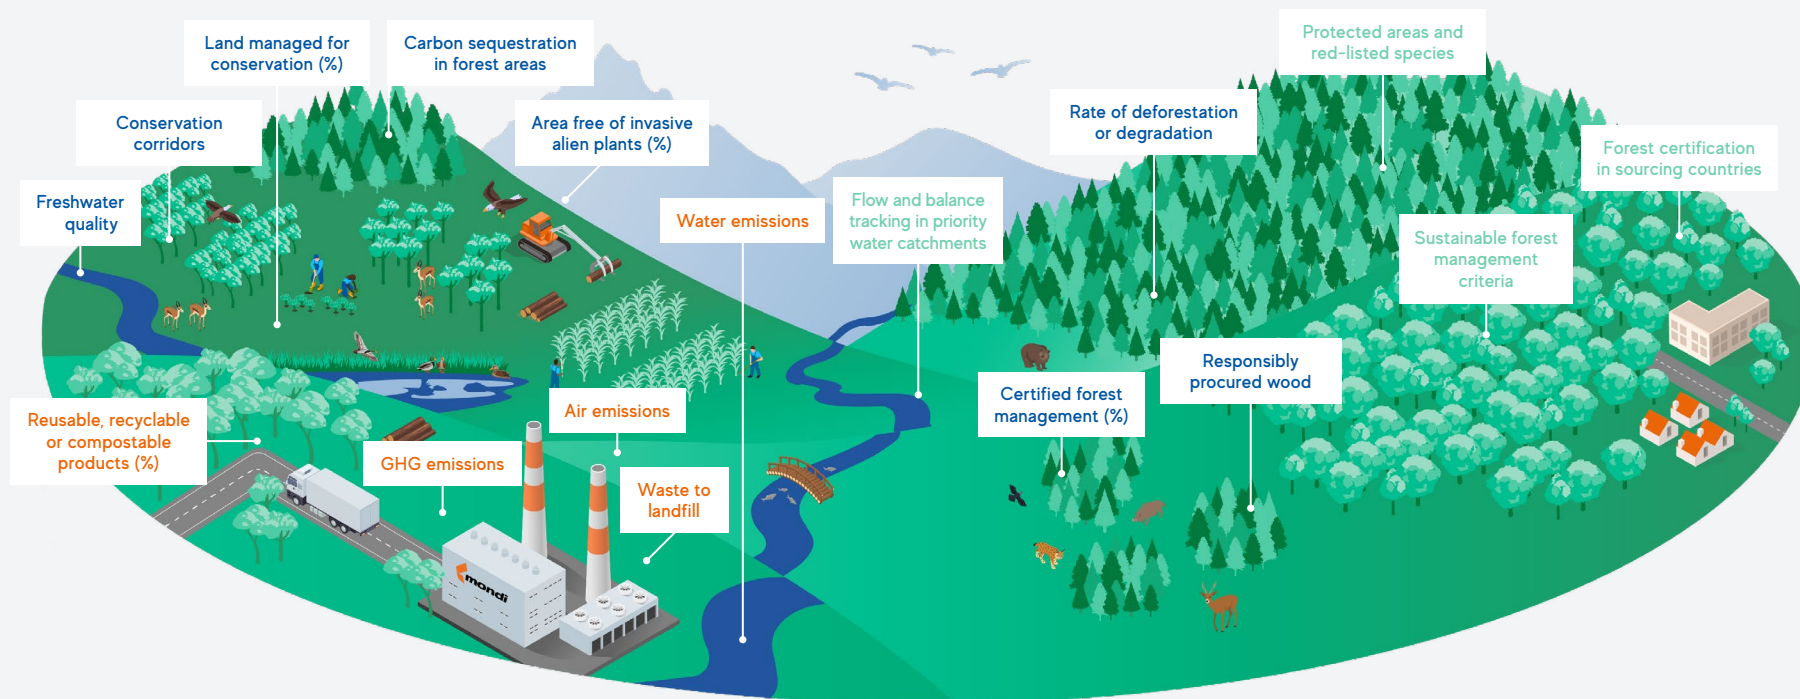 Land managed for
conservation (%)
Carbon sequestration
in forest areas
Protected areas and
red-listed species
Conservation
corridors
Area free of invasive
alien plants (%)
Rate of deforestation
or degradation
Forest certification
in sourcing countries
Freshwater
quality
Water emissions
Flow and balance
tracking in priority
water catchments
Sustainable forest
management
criteria
Responsibly
procured wood
Certified forest
management (%)
Reusable, recyclable
or compostable
products (%)
Air emissions
GHG emissions
Waste to
landfill
mondi